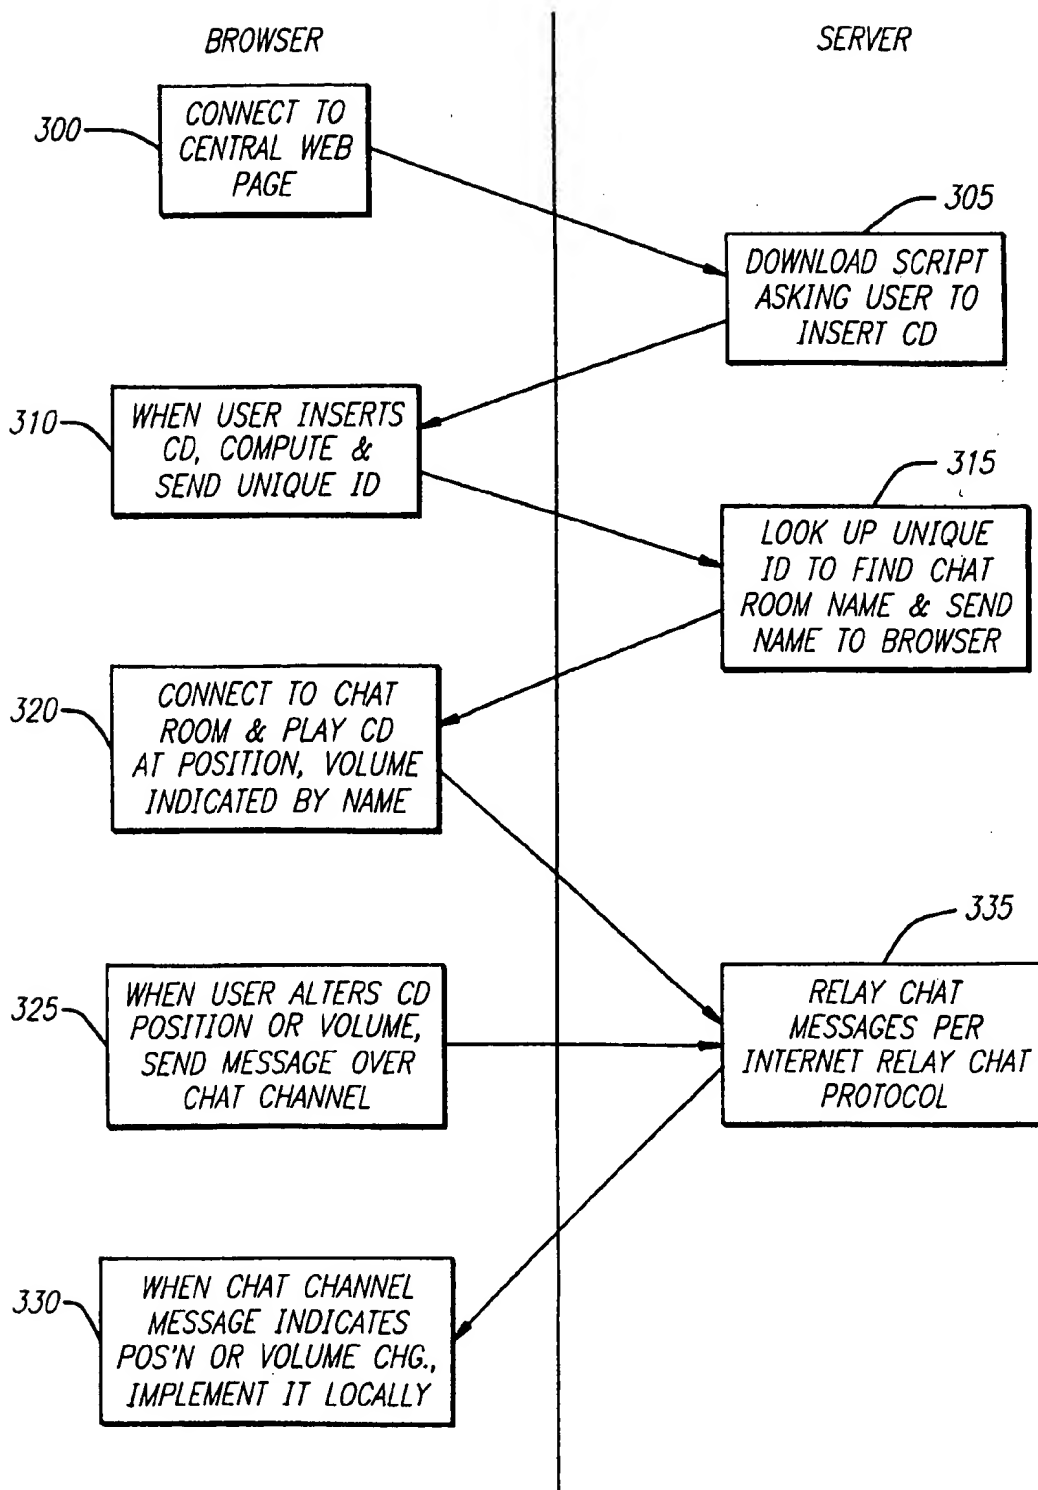 BROWSER
SERVER
300
CONNECT TO
CENTRAL WEB
PAGE
305
DOWNLOAD SCRIPT
ASKING USER TO
INSERT CD
310
WHEN USER INSERTS
CD, COMPUTE &
SEND UNIQUE ID
315
LOOK UP UNIQUE
ID TO FIND CHAT
ROOM NAME & SEND
NAME TO BROWSER
320
CONNECT TO CHAT
ROOM & PLAY CD
AT POSITION, VOLUME
INDICATED BY NAME
335
RELAY CHAT
MESSAGES PER
INTERNET RELAY CHAT
PROTOCOL
325
WHEN USER ALTERS CD
POSITION OR VOLUME,
SEND MESSAGE OVER
CHAT CHANNEL
330
WHEN CHAT CHANNEL
MESSAGE INDICATES
POS'N OR VOLUME CHG.,
IMPLEMENT IT LOCALLY